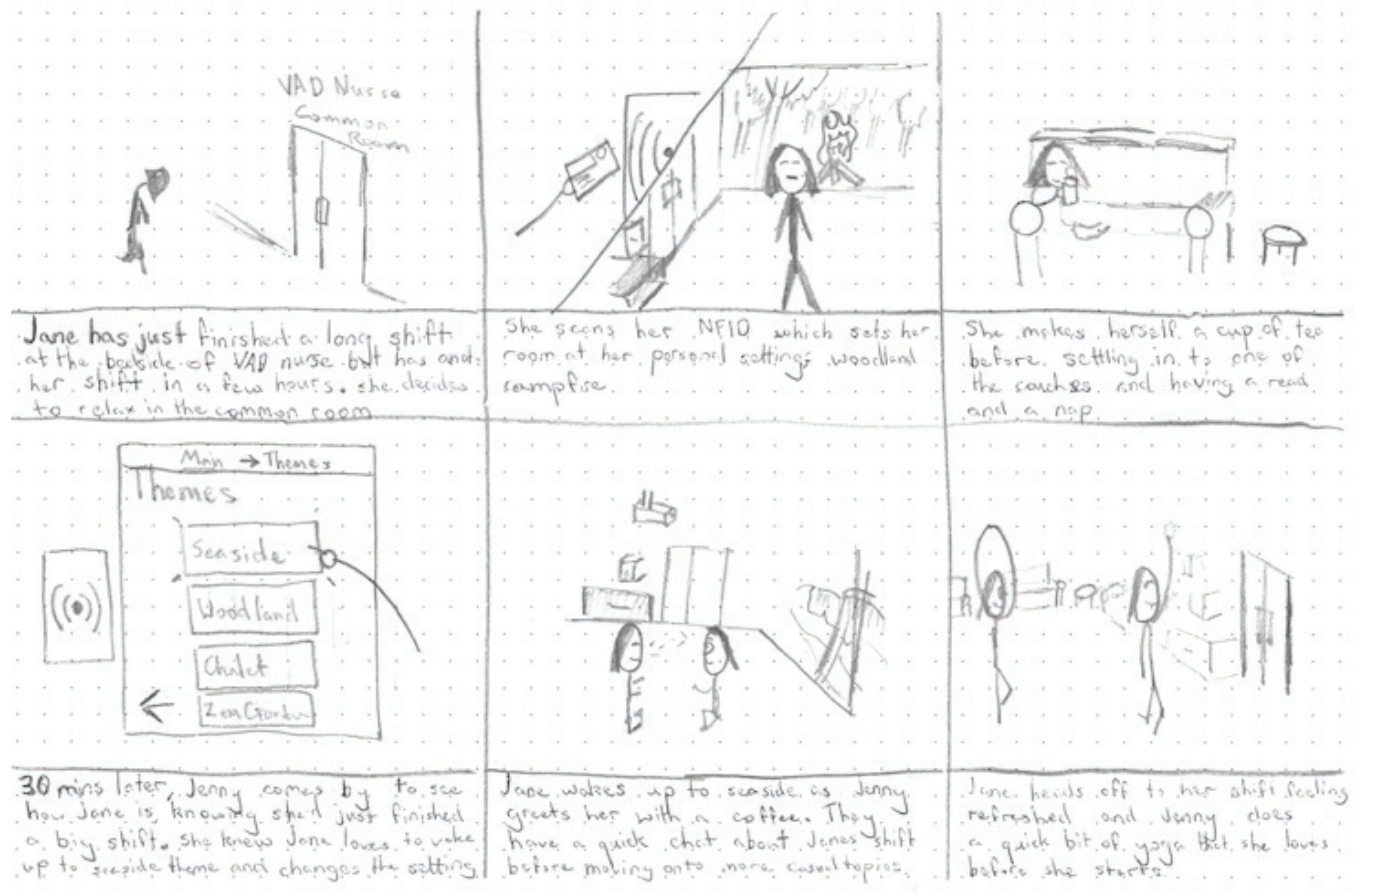 VAD Nurse
Common
Room
Jane has just finished a long shift
at the bedside of VAD nurse but has anot-
her shift in a few hours. she decides
to relax in the common room
She scans her NFID which sets her
room at her personal setting; woodland
campfire.
She makes herself a cup of tea
before settling in to one of
the couches and having a read
and a nap
Main → Themes
Themes
Seaside
Woodland
Chalet
Zen Garden
30 mins later, Jenny comes by to see
how Jane is, knowing she'd just finished
a big shift. She knew Jane loves to wake
up to seaside theme and changes the setting
Jane wakes up to seaside as Jenny
greets her with a coffee. They
have a quick chat about Janes shift
before moving onto more casual topics.
Jane heads off to her shift feeling
refreshed and Jenny does
a quick bit of yoga that she loves
before she starts.